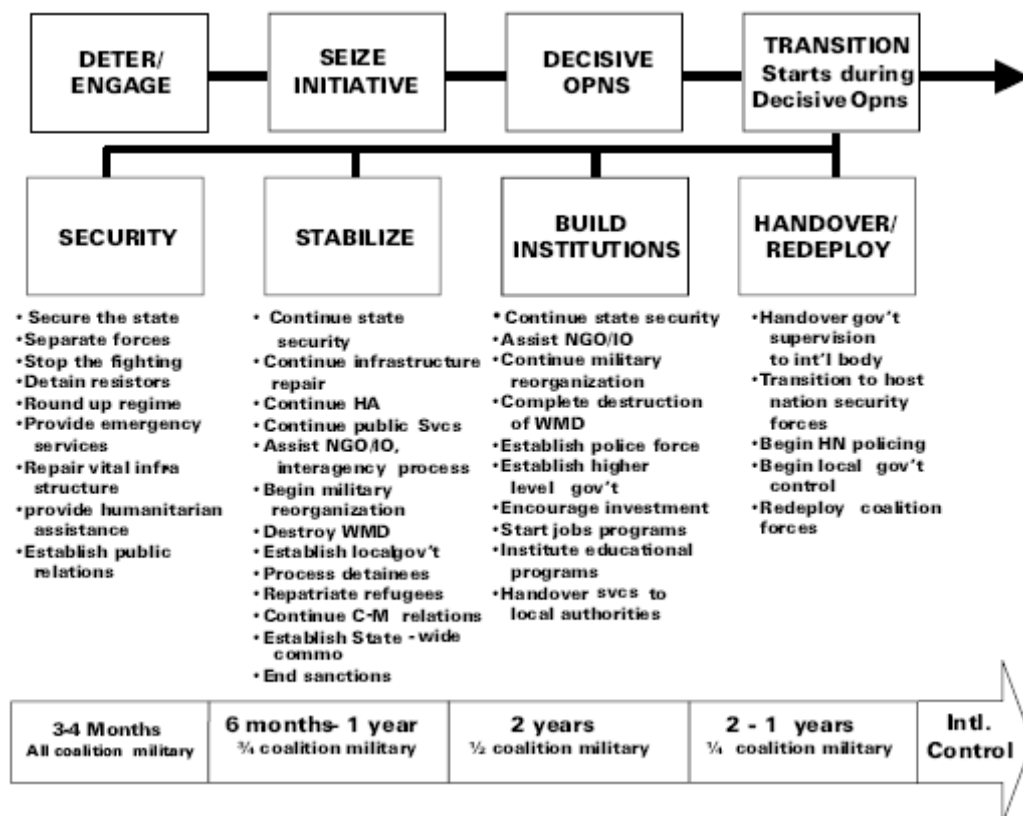 DETER/
ENGAGE
SEIZE
INITIATIVE
DECISIVE
OPNS
TRANSITION
Starts during
Decisive Opns
SECURITY
STABILIZE
BUILD
INSTITUTIONS
HANDOVER/
REDEPLOY
• Secure the state
• Separate forces
• Stop the fighting
• Detain resistors
• Round up regime
• Provide emergency
services
• Repair vital infra
structure
• provide humanitarian
assistance
• Establish public
relations
• Continue state
security
• Continue infrastructure
repair
• Continue HA
• Continue public Svcs
• Assist NGO/IO,
interagency process
• Begin military
reorganization
• Destroy WMD
• Establish localgov't
• Process detainees
• Repatriate refugees
• Continue C-M relations
• Establish State - wide
commo
• End sanctions
• Continue state security
• Assist NGO/IO
• Continue military
reorganization
• Complete destruction
of WMD
• Establish police force
• Establish higher
level gov't
• Encourage investment
• Start jobs programs
• Institute educational
programs
• Handover svcs to
local authorities
• Handover gov't
supervision
to int'l body
• Transition to host
nation security
forces
• Begin HN policing
• Begin local gov't
control
• Redeploy coalition
forces
3-4 Months
All coalition military
6 months- 1 year
¾ coalition military
2 years
½ coalition military
2 - 1 years
¼ coalition military
Intl.
Control